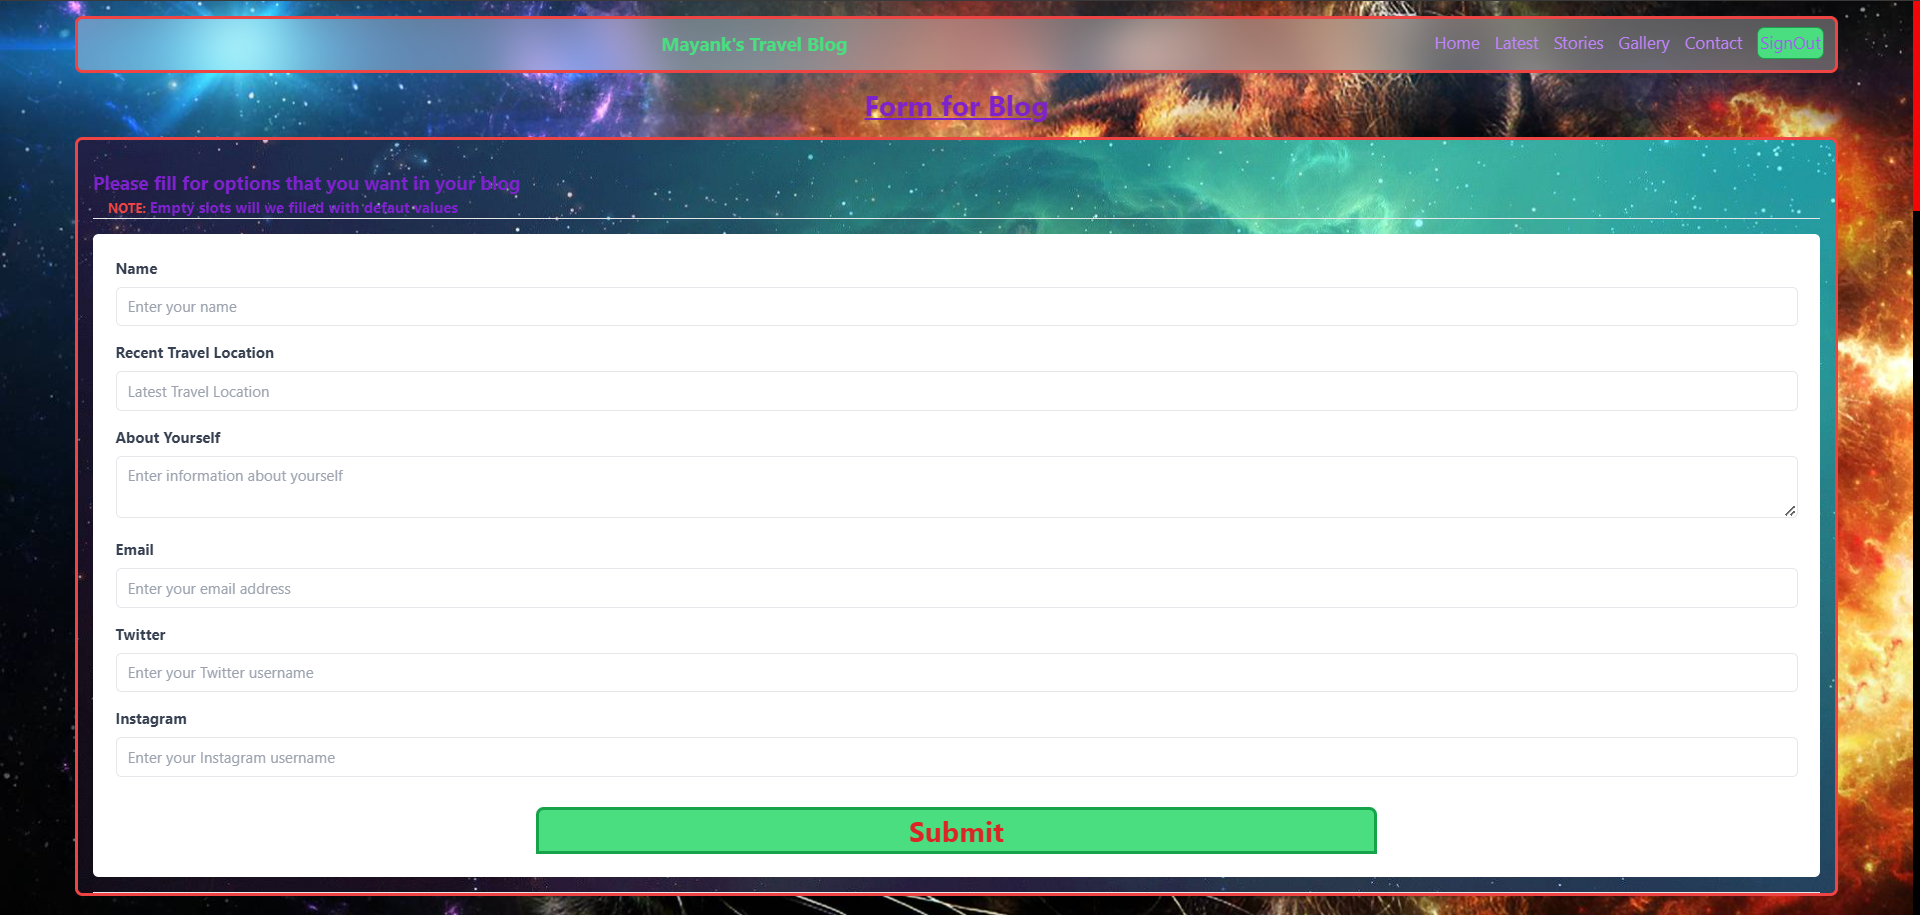 Mayank's Travel Blog
Home Latest Stories Gallery Contact SignOut
Form for Blog
Please fill for options that you want in your blog
NOTE: Empty slots will we filled with defaut values
Name
Enter your name
Recent Travel Location
Latest Travel Location
About Yourself
Enter information about yourself
Email
Enter your email address
Twitter
Enter your Twitter username
Instagram
Enter your Instagram username
Submit